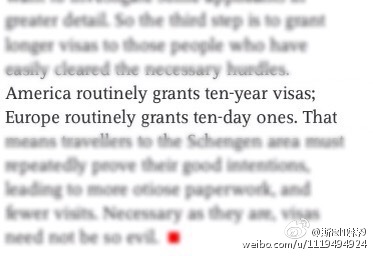 greater detail. So the third step is to grant
longer visas to those people who have
easily cleared the necessary hurdles.
America routinely grants ten-year visas;
Europe routinely grants ten-day ones. That
means travellers to the Schengen area must
repeatedly prove their good intentions,
leading to more otiose paperwork, and
fewer visits. Necessary as they are, visas
need not be so evil.
weibo.com/u/1119494924